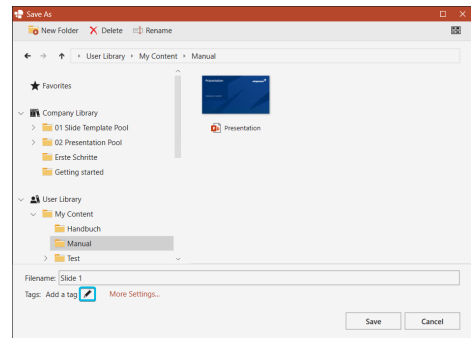 Save As
New Folder Delete Rename
User Library My Content Manual
Favorites
Company Library
01 Slide Template Pool
02 Presentation Pool
Erste Schritte
Getting started
User Library
My Content
Handbuch
Manual
Test
Presentation
Presentation
Filename: Slide 1
Tags: Add a tag More Settings...
Save Cancel